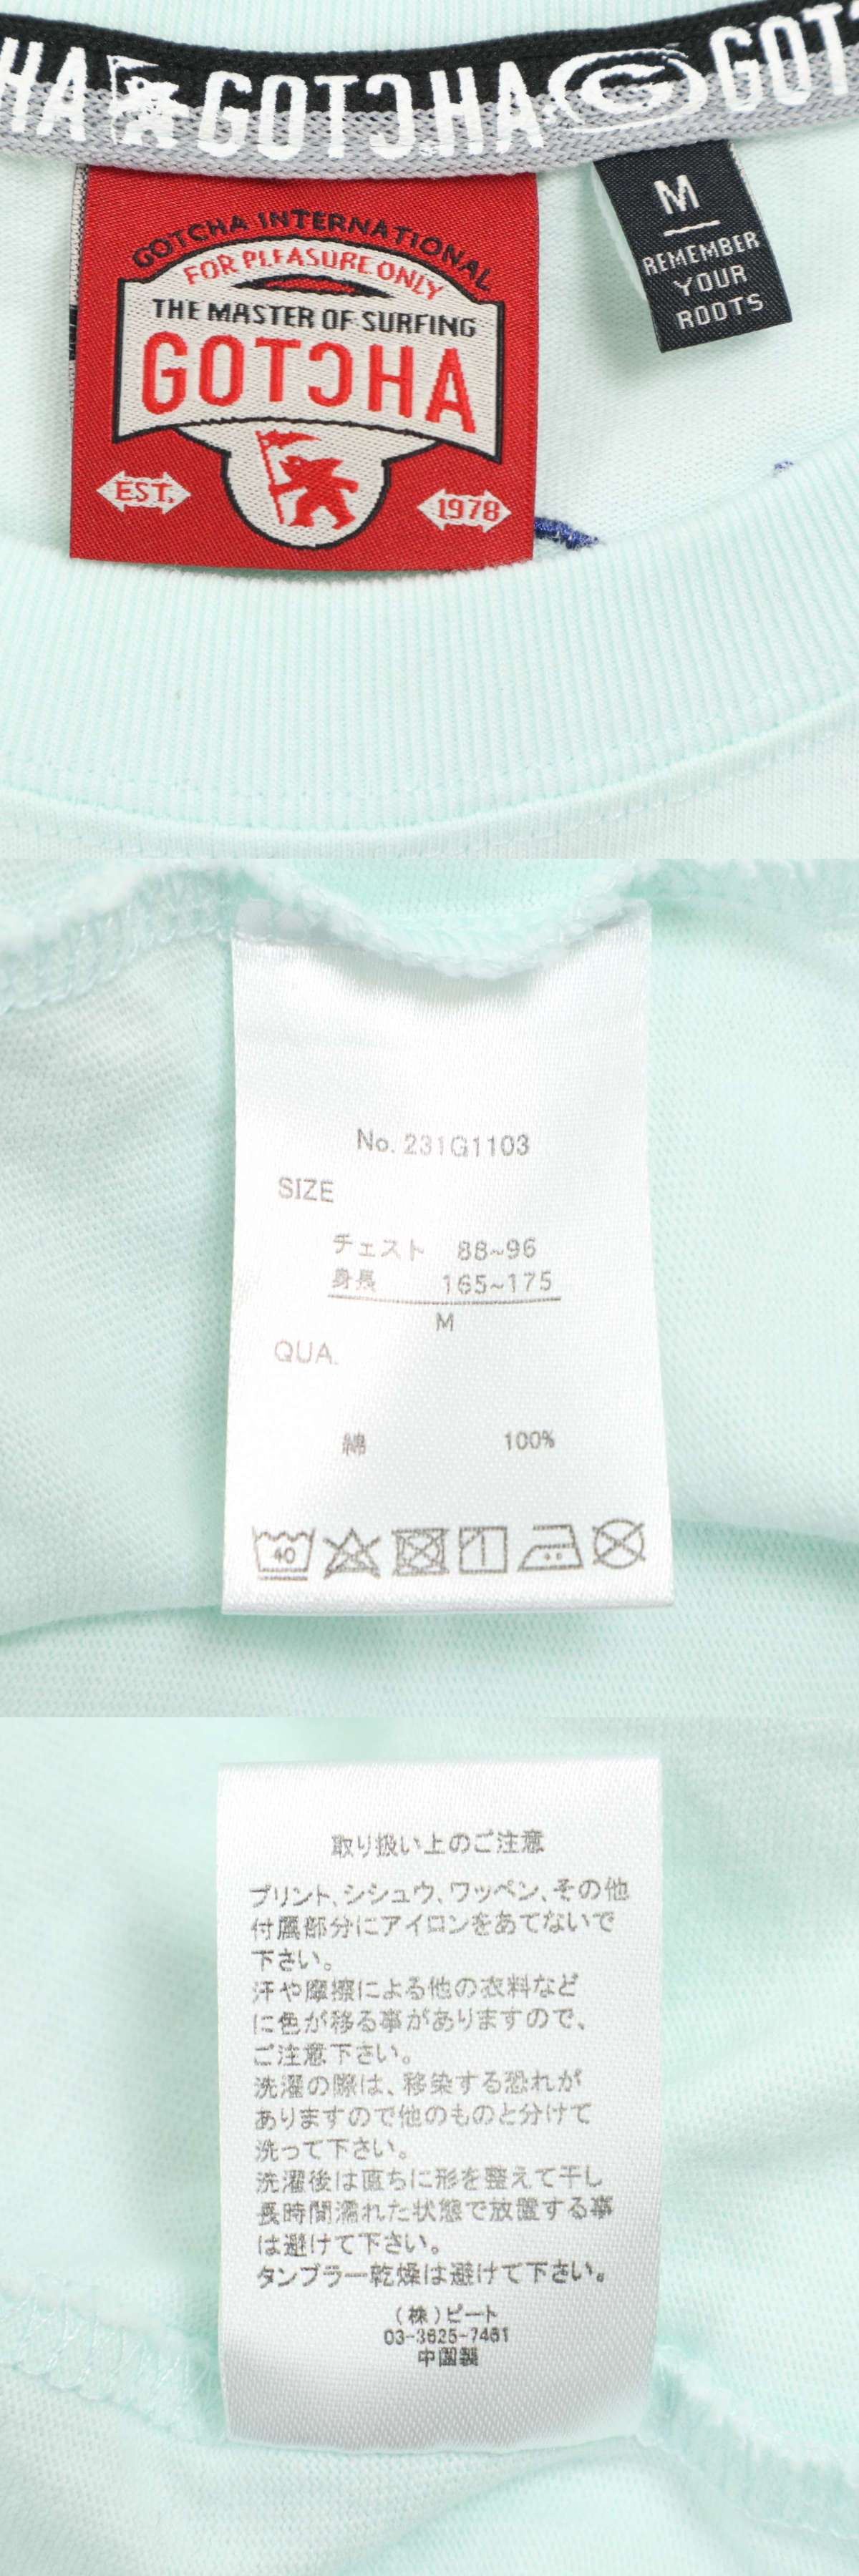 HA GOTCHA G GOT
GOTCHA INTERNATIONAL
FOR PLEASURE ONLY
THE MASTER OF SURFING
GOTCHA
EST. 1978
M
REMEMBER
YOUR
ROOTS
No. 231G1103
SIZE
チェスト 88~96
身長 165~175
M
QUA.
綿 100%
40
取り扱い上のご注意
プリント、シシュウ、ワッペン、その他
付属部分にアイロンをあてないで
下さい。
汗や摩擦による他の衣料など
に色が移る事がありますので、
ご注意下さい。
洗濯の際は、移染する恐れが
ありますので他のものと分けて
洗って下さい。
洗濯後は直ちに形を整えて干し
長時間濡れた状態で放置する事
は避けて下さい。
タンブラー乾燥は避けて下さい。
(株)ビート
03-3625-7461
中国製